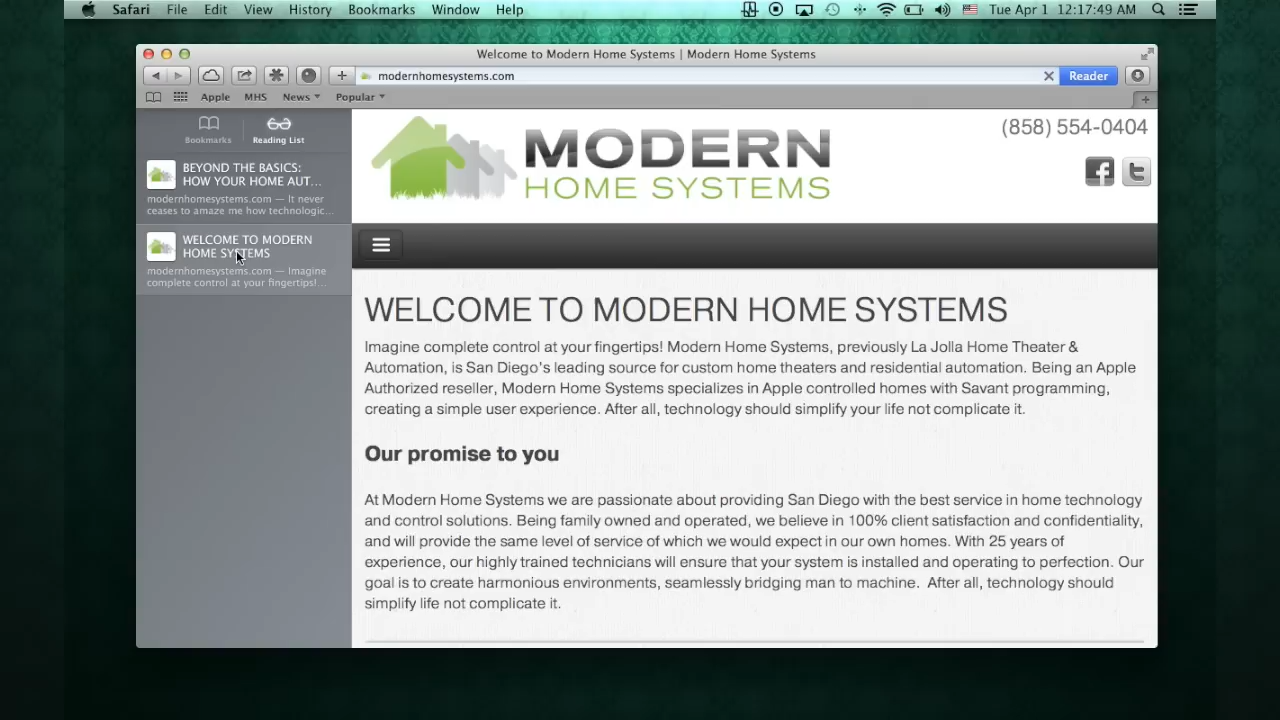 Safari File Edit View History Bookmarks Window Help Tue Apr 1 12:17:49 AM
Welcome to Modern Home Systems | Modern Home Systems
modernhomesystems.com Reader
Apple MHS News Popular
Bookmarks Reading List
BEYOND THE BASICS:
HOW YOUR HOME AUT...
modernhomesystems.com — It never
ceases to amaze me how technologic...
WELCOME TO MODERN
HOME SYSTEMS
modernhomesystems.com — Imagine
complete control at your fingertips!...
MODERN
HOME SYSTEMS
(858) 554-0404
WELCOME TO MODERN HOME SYSTEMS
Imagine complete control at your fingertips! Modern Home Systems, previously La Jolla Home Theater &
Automation, is San Diego's leading source for custom home theaters and residential automation. Being an Apple
Authorized reseller, Modern Home Systems specializes in Apple controlled homes with Savant programming,
creating a simple user experience. After all, technology should simplify your life not complicate it.
Our promise to you
At Modern Home Systems we are passionate about providing San Diego with the best service in home technology
and control solutions. Being family owned and operated, we believe in 100% client satisfaction and confidentiality,
and will provide the same level of service of which we would expect in our own homes. With 25 years of
experience, our highly trained technicians will ensure that your system is installed and operating to perfection. Our
goal is to create harmonious environments, seamlessly bridging man to machine. After all, technology should
simplify life not complicate it.